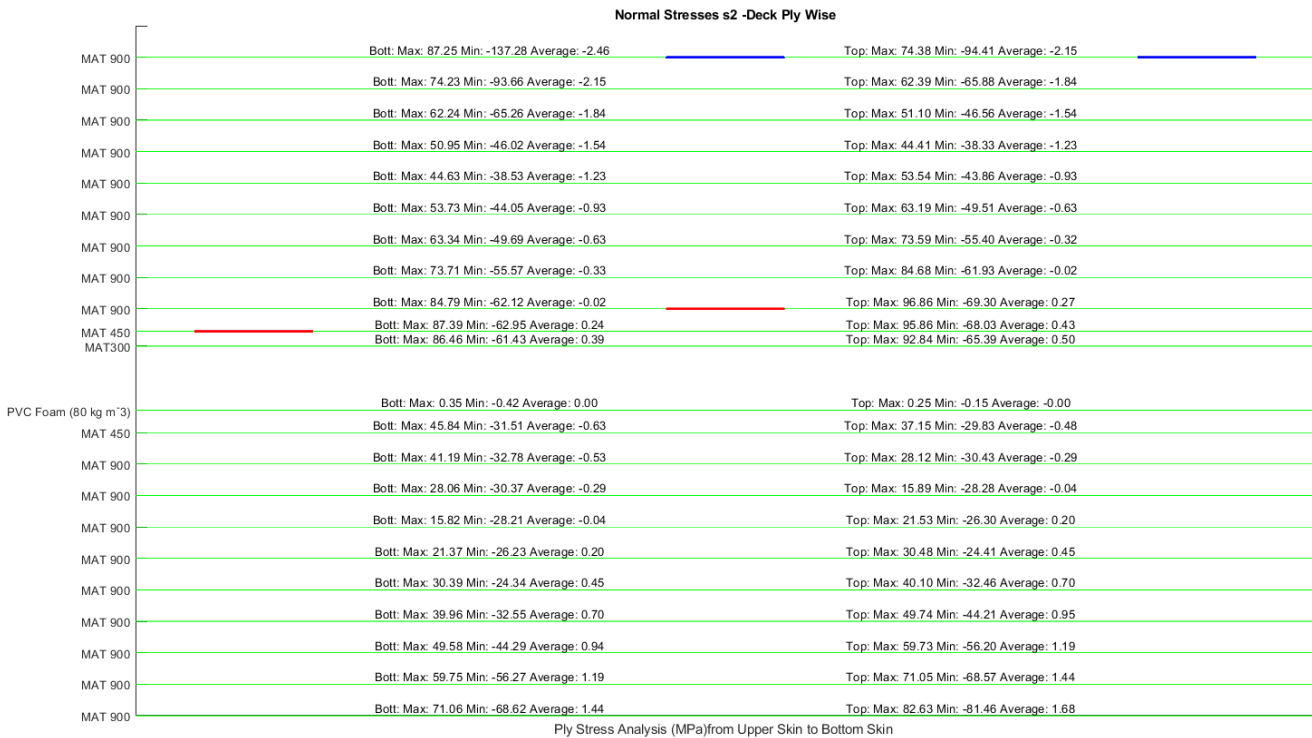 Normal Stresses s2 -Deck Ply Wise
MAT 900 Bott: Max: 87.25 Min: -137.28 Average: -2.46 Top: Max: 74.38 Min: -94.41 Average: -2.15
MAT 900 Bott: Max: 74.23 Min: -93.66 Average: -2.15 Top: Max: 62.39 Min: -65.88 Average: -1.84
MAT 900 Bott: Max: 62.24 Min: -65.26 Average: -1.84 Top: Max: 51.10 Min: -46.56 Average: -1.54
MAT 900 Bott: Max: 50.95 Min: -46.02 Average: -1.54 Top: Max: 44.41 Min: -38.33 Average: -1.23
MAT 900 Bott: Max: 44.63 Min: -38.53 Average: -1.23 Top: Max: 53.54 Min: -43.86 Average: -0.93
MAT 900 Bott: Max: 53.73 Min: -44.05 Average: -0.93 Top: Max: 63.19 Min: -49.51 Average: -0.63
MAT 900 Bott: Max: 63.34 Min: -49.69 Average: -0.63 Top: Max: 73.59 Min: -55.40 Average: -0.32
MAT 900 Bott: Max: 73.71 Min: -55.57 Average: -0.33 Top: Max: 84.68 Min: -61.93 Average: -0.02
MAT 900 Bott: Max: 84.79 Min: -62.12 Average: -0.02 Top: Max: 96.86 Min: -69.30 Average: 0.27
MAT 450 Bott: Max: 87.39 Min: -62.95 Average: 0.24 Top: Max: 95.86 Min: -68.03 Average: 0.43
MAT300 Bott: Max: 86.46 Min: -61.43 Average: 0.39 Top: Max: 92.84 Min: -65.39 Average: 0.50
PVC Foam (80 kg m^3) Bott: Max: 0.35 Min: -0.42 Average: 0.00 Top: Max: 0.25 Min: -0.15 Average: -0.00
MAT 450 Bott: Max: 45.84 Min: -31.51 Average: -0.63 Top: Max: 37.15 Min: -29.83 Average: -0.48
MAT 900 Bott: Max: 41.19 Min: -32.78 Average: -0.53 Top: Max: 28.12 Min: -30.43 Average: -0.29
MAT 900 Bott: Max: 28.06 Min: -30.37 Average: -0.29 Top: Max: 15.89 Min: -28.28 Average: -0.04
MAT 900 Bott: Max: 15.82 Min: -28.21 Average: -0.04 Top: Max: 21.53 Min: -26.30 Average: 0.20
MAT 900 Bott: Max: 21.37 Min: -26.23 Average: 0.20 Top: Max: 30.48 Min: -24.41 Average: 0.45
MAT 900 Bott: Max: 30.39 Min: -24.34 Average: 0.45 Top: Max: 40.10 Min: -32.46 Average: 0.70
MAT 900 Bott: Max: 39.96 Min: -32.55 Average: 0.70 Top: Max: 49.74 Min: -44.21 Average: 0.95
MAT 900 Bott: Max: 49.58 Min: -44.29 Average: 0.94 Top: Max: 59.73 Min: -56.20 Average: 1.19
MAT 900 Bott: Max: 59.75 Min: -56.27 Average: 1.19 Top: Max: 71.05 Min: -68.57 Average: 1.44
MAT 900 Bott: Max: 71.06 Min: -68.62 Average: 1.44 Top: Max: 82.63 Min: -81.46 Average: 1.68
Ply Stress Analysis (MPa)from Upper Skin to Bottom Skin